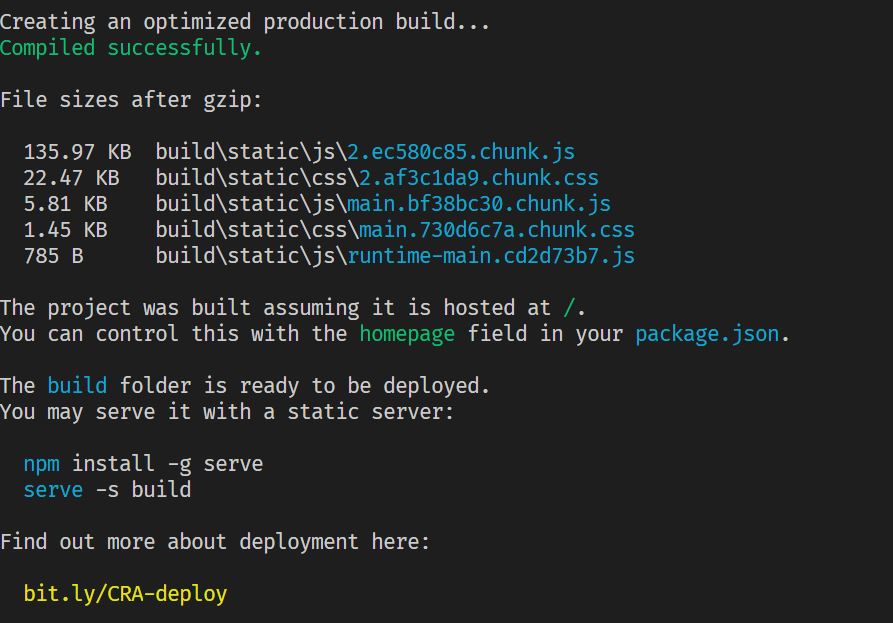 Creating an optimized production build...
Compiled successfully.
File sizes after gzip:
135.97 KB  build\static\js\2.ec580c85.chunk.js
22.47 KB   build\static\css\2.af3c1da9.chunk.css
5.81 KB    build\static\js\main.bf38bc30.chunk.js
1.45 KB    build\static\css\main.730d6c7a.chunk.css
785 B      build\static\js\runtime-main.cd2d73b7.js
The project was built assuming it is hosted at /.
You can control this with the homepage field in your package.json.
The build folder is ready to be deployed.
You may serve it with a static server:
npm install -g serve
serve -s build
Find out more about deployment here:
bit.ly/CRA-deploy